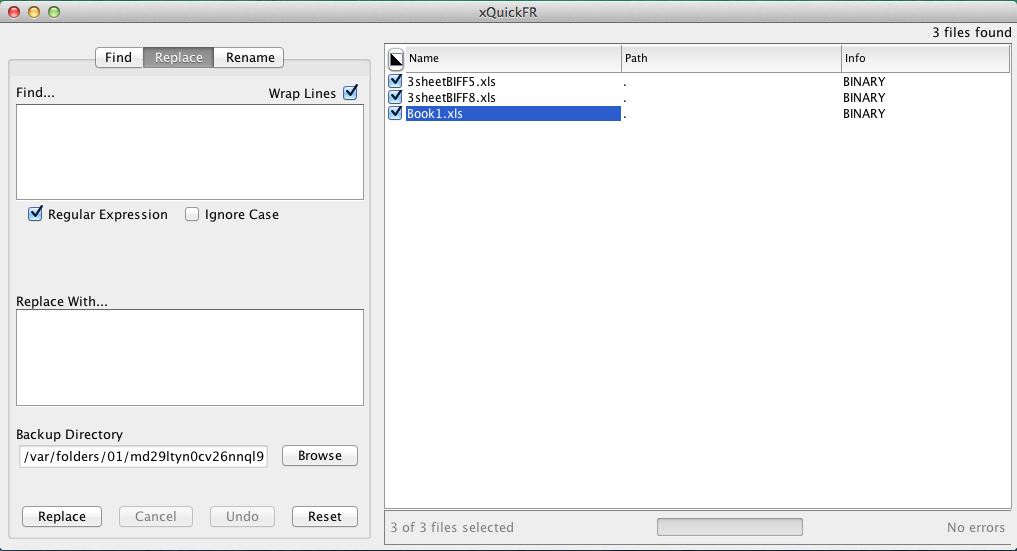 xQuickFR
3 files found
Find Replace Rename
Find... Wrap Lines
Regular Expression Ignore Case
Replace With...
Backup Directory
/var/folders/01/md29ltyn0cv26nnql9 Browse
Replace Cancel Undo Reset
Name Path Info
3sheetBIFF5.xls . BINARY
3sheetBIFF8.xls . BINARY
Book1.xls . BINARY
3 of 3 files selected No errors